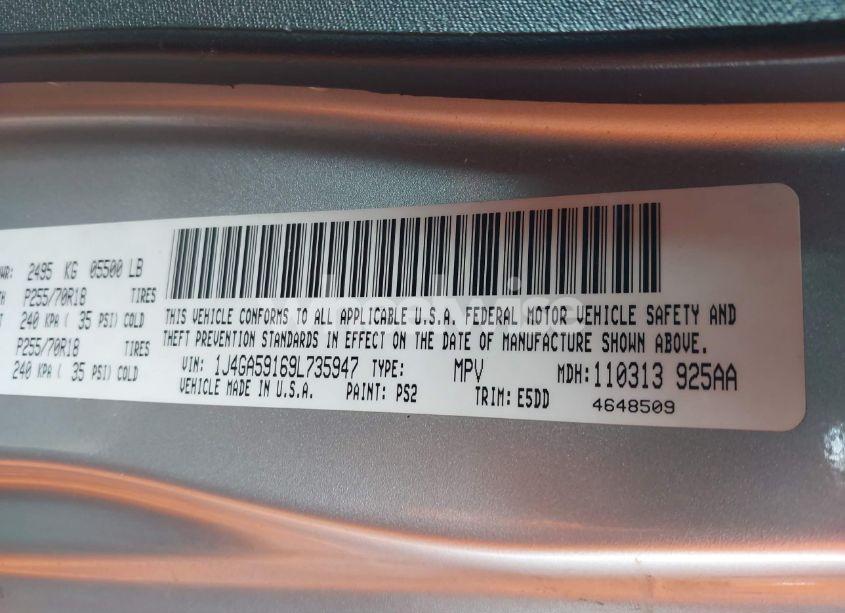 WR: 2495 KG 05500 LB
P255/70R18 TIRES
240 KPA ( 35 PSI) COLD
P255/70R18 TIRES
240 KPA ( 35 PSI) COLD
THIS VEHICLE CONFORMS TO ALL APPLICABLE U.S.A. FEDERAL MOTOR VEHICLE SAFETY AND
THEFT PREVENTION STANDARDS IN EFFECT ON THE DATE OF MANUFACTURE SHOWN ABOVE.
VIN: 1J4GA59169L735947 TYPE: MPV MDH:110313 925AA
VEHICLE MADE IN U.S.A. PAINT: PS2 TRIM: E5DD 4648509